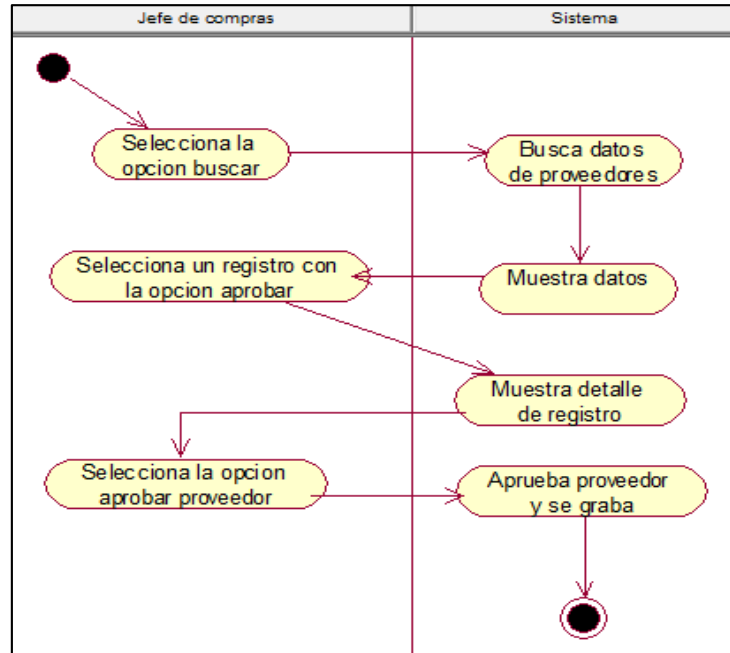 Jefe de compras
Sistema
Selecciona la
opcion buscar
Busca datos
de proveedores
Muestra datos
Selecciona un registro con
la opcion aprobar
Muestra detalle
de registro
Selecciona la opcion
aprobar proveedor
Aprueba proveedor
y se graba